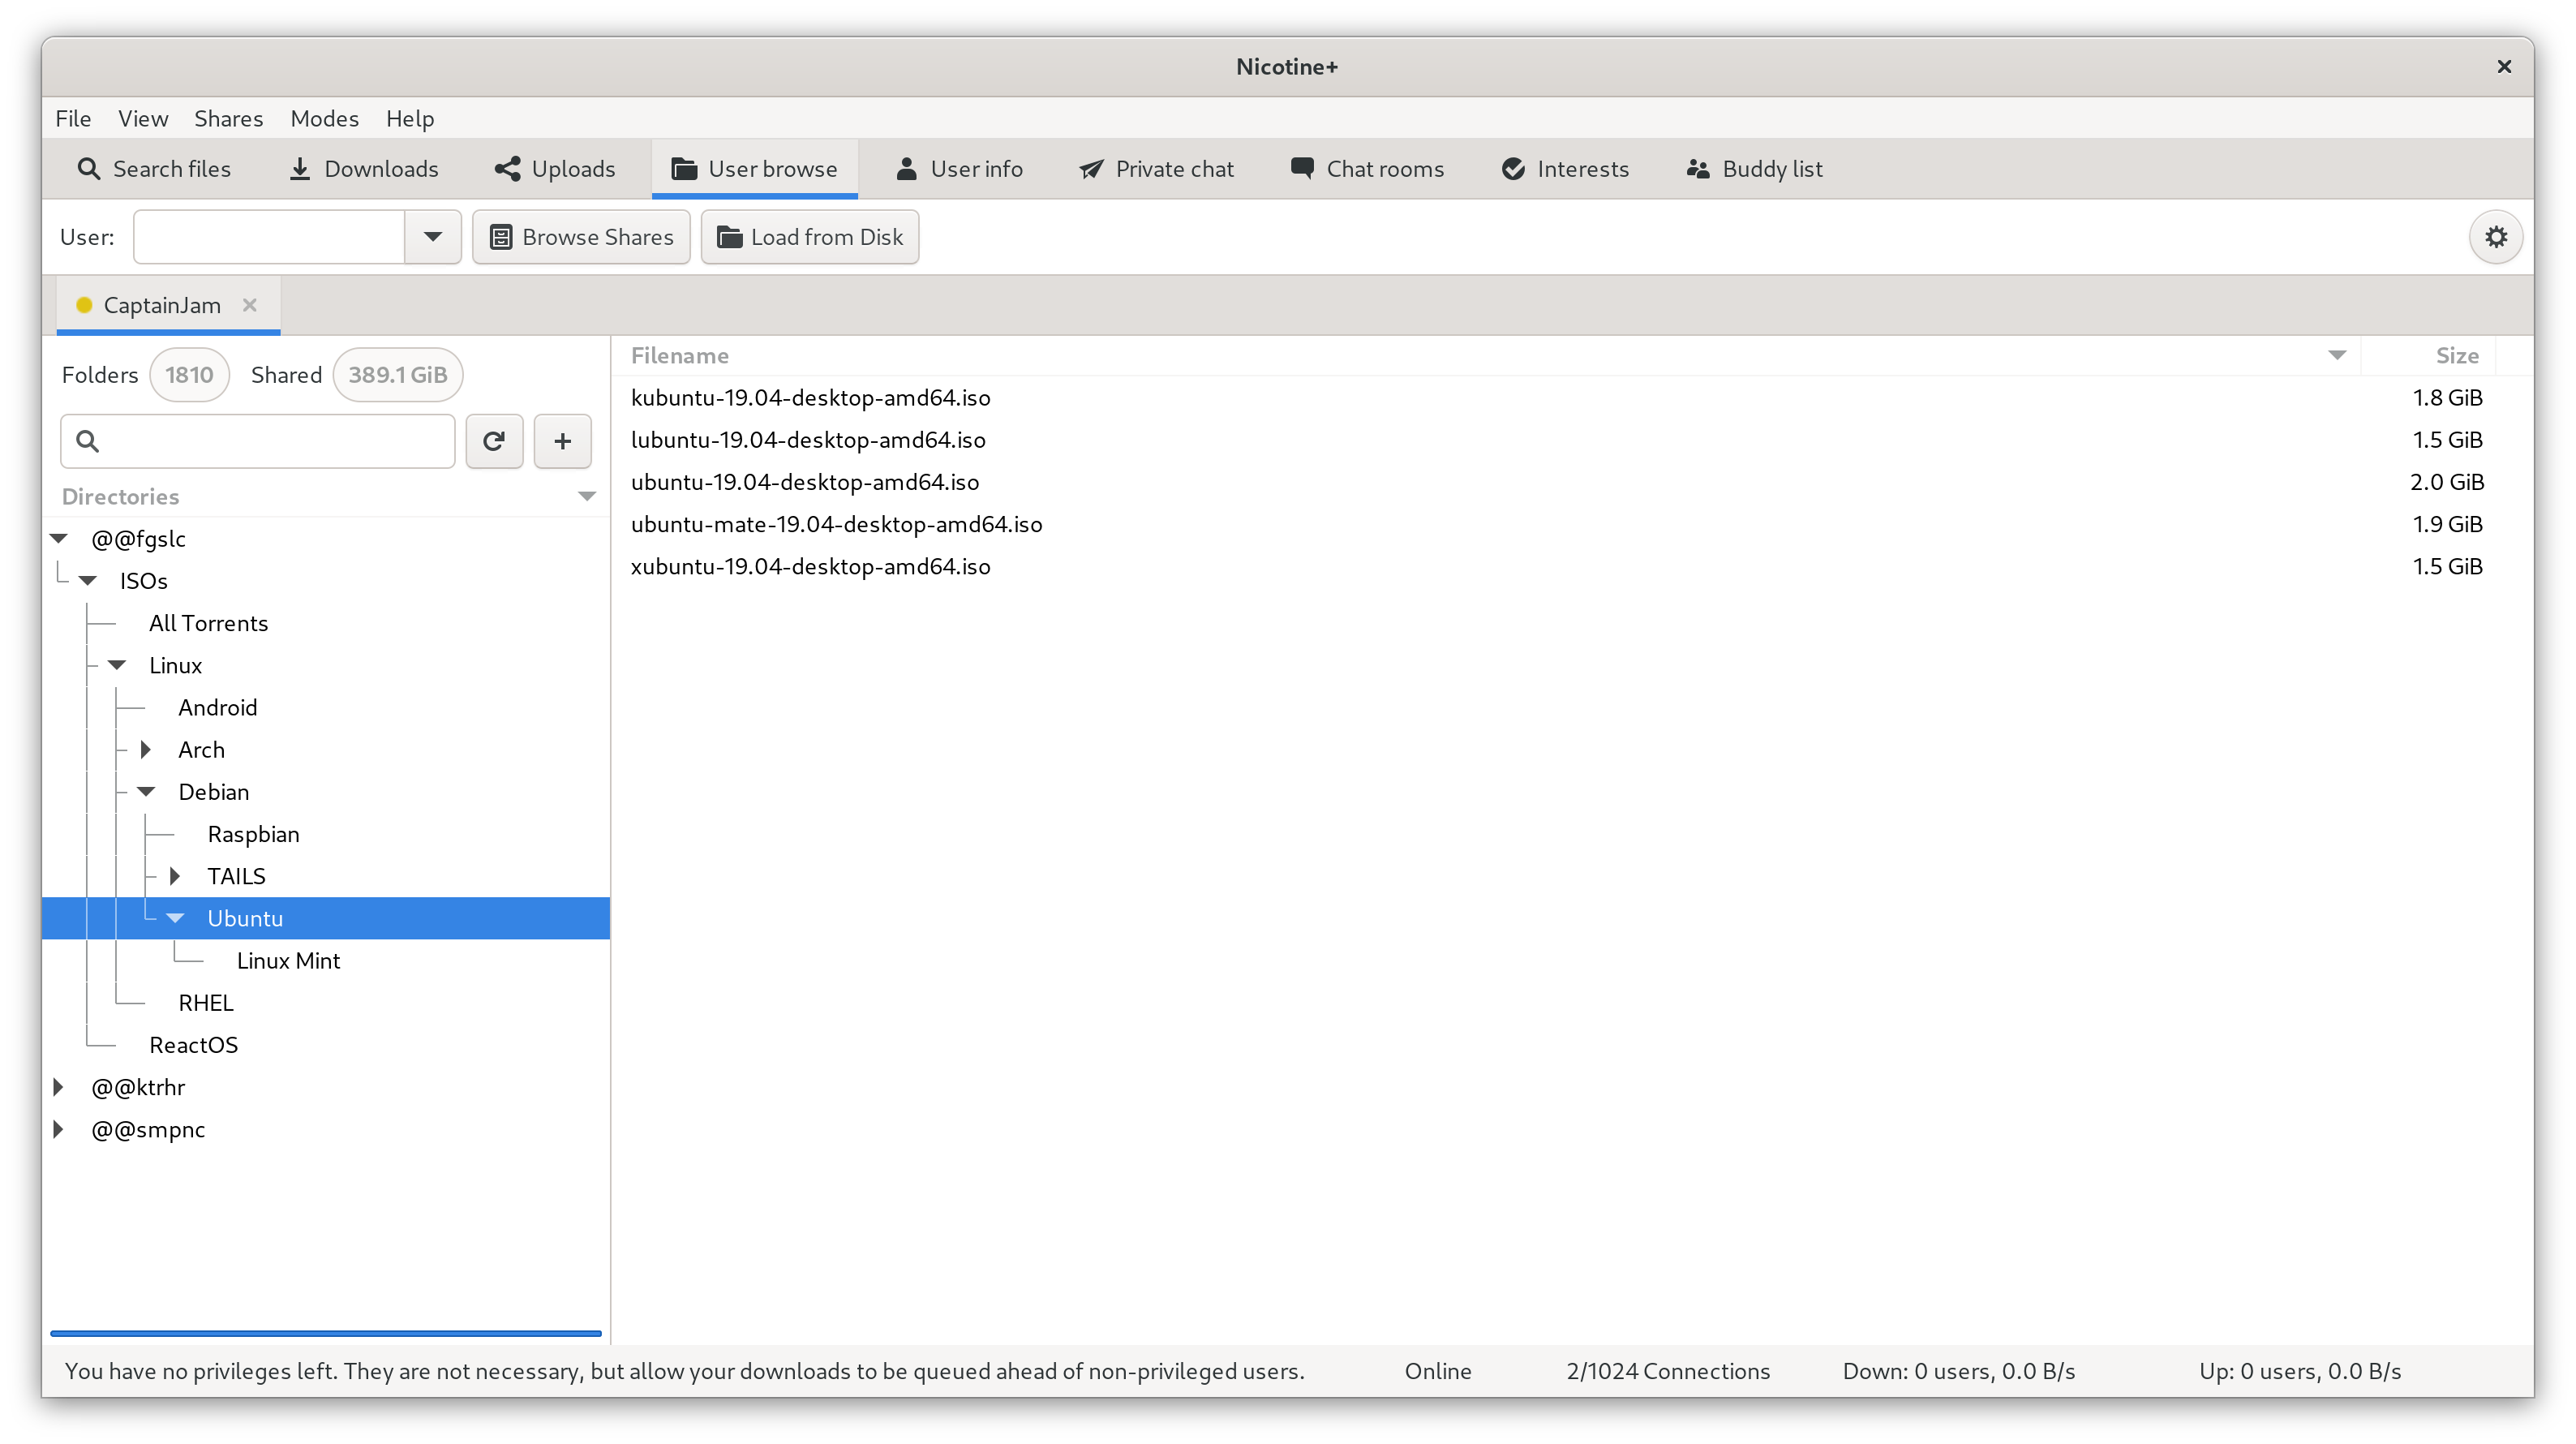 Nicotine+
File View Shares Modes Help
Search files Downloads Uploads User browse User info Private chat Chat rooms Interests Buddy list
User: Browse Shares Load from Disk
CaptainJam
Folders 1810 Shared 389.1 GiB
Directories
@@fgslc
ISOs
All Torrents
Linux
Android
Arch
Debian
Raspbian
TAILS
Ubuntu
Linux Mint
RHEL
ReactOS
@@ktrhr
@@smpnc
Filename Size
kubuntu-19.04-desktop-amd64.iso 1.8 GiB
lubuntu-19.04-desktop-amd64.iso 1.5 GiB
ubuntu-19.04-desktop-amd64.iso 2.0 GiB
ubuntu-mate-19.04-desktop-amd64.iso 1.9 GiB
xubuntu-19.04-desktop-amd64.iso 1.5 GiB
You have no privileges left. They are not necessary, but allow your downloads to be queued ahead of non-privileged users. Online 2/1024 Connections Down: 0 users, 0.0 B/s Up: 0 users, 0.0 B/s